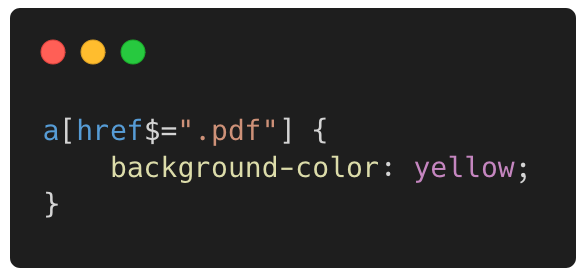 a[href$=".pdf"] {
    background-color: yellow;
}